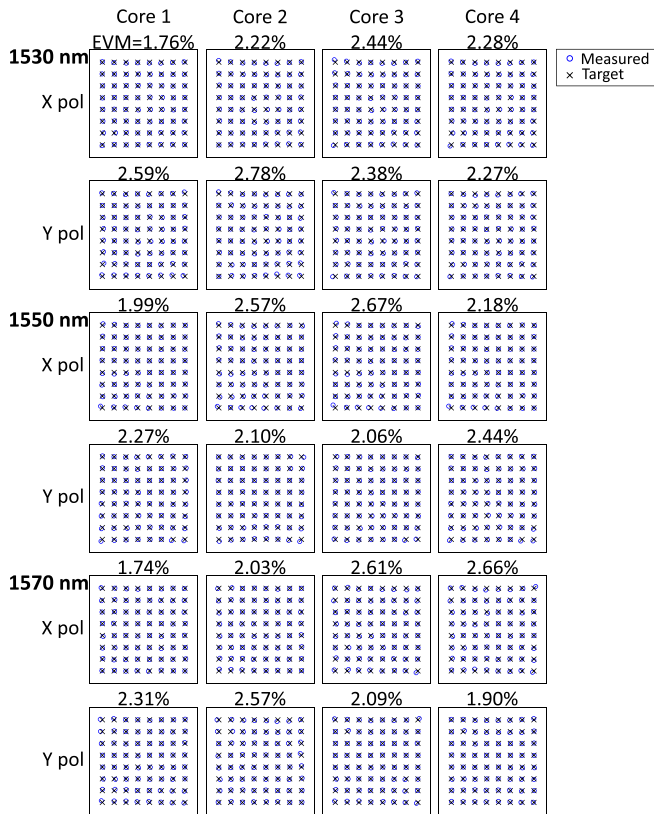 Core 1 Core 2 Core 3 Core 4
EVM=1.76% 2.22% 2.44% 2.28%
1530 nm
Measured
Target
X pol
2.59% 2.78% 2.38% 2.27%
Y pol
1.99% 2.57% 2.67% 2.18%
1550 nm
X pol
2.27% 2.10% 2.06% 2.44%
Y pol
1.74% 2.03% 2.61% 2.66%
1570 nm
X pol
2.31% 2.57% 2.09% 1.90%
Y pol